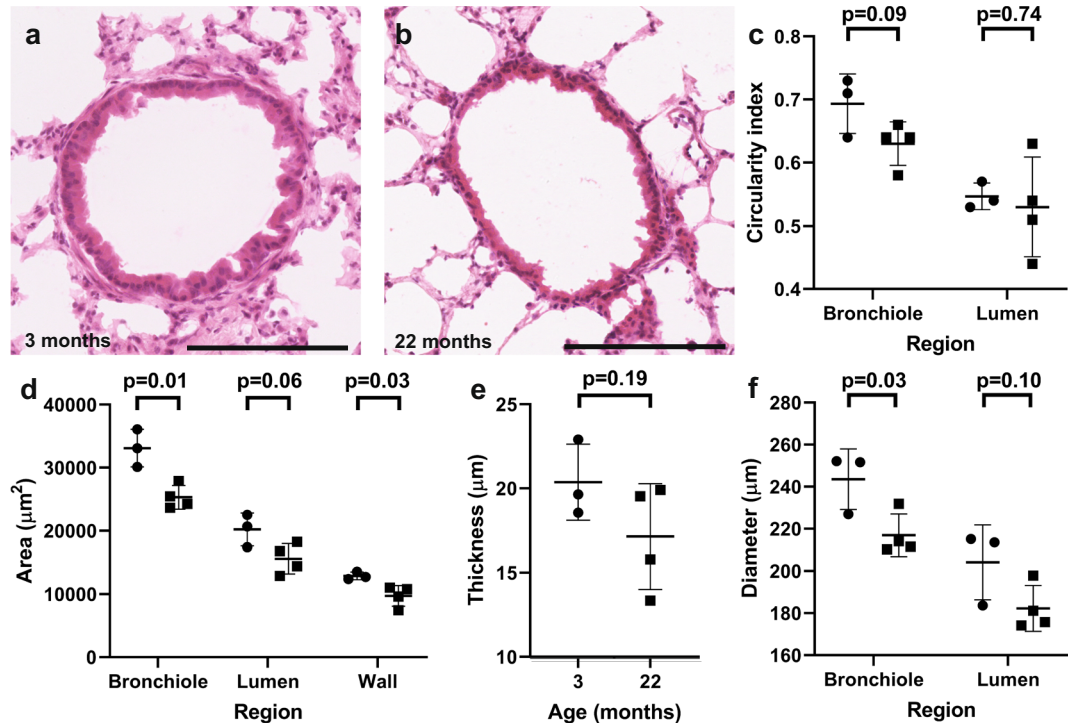 a
3 months
b
22 months
c
p=0.09 p=0.74
Circularity index
0.8
0.7
0.6
0.5
0.4
Bronchiole Lumen
Region
d
p=0.01 p=0.06 p=0.03
Area (μm²)
40000
30000
20000
10000
0
Bronchiole Lumen Wall
Region
e
p=0.19
Thickness (μm)
25
20
15
10
3 22
Age (months)
f
p=0.03 p=0.10
Diameter (μm)
280
260
240
220
200
180
160
Bronchiole Lumen
Region